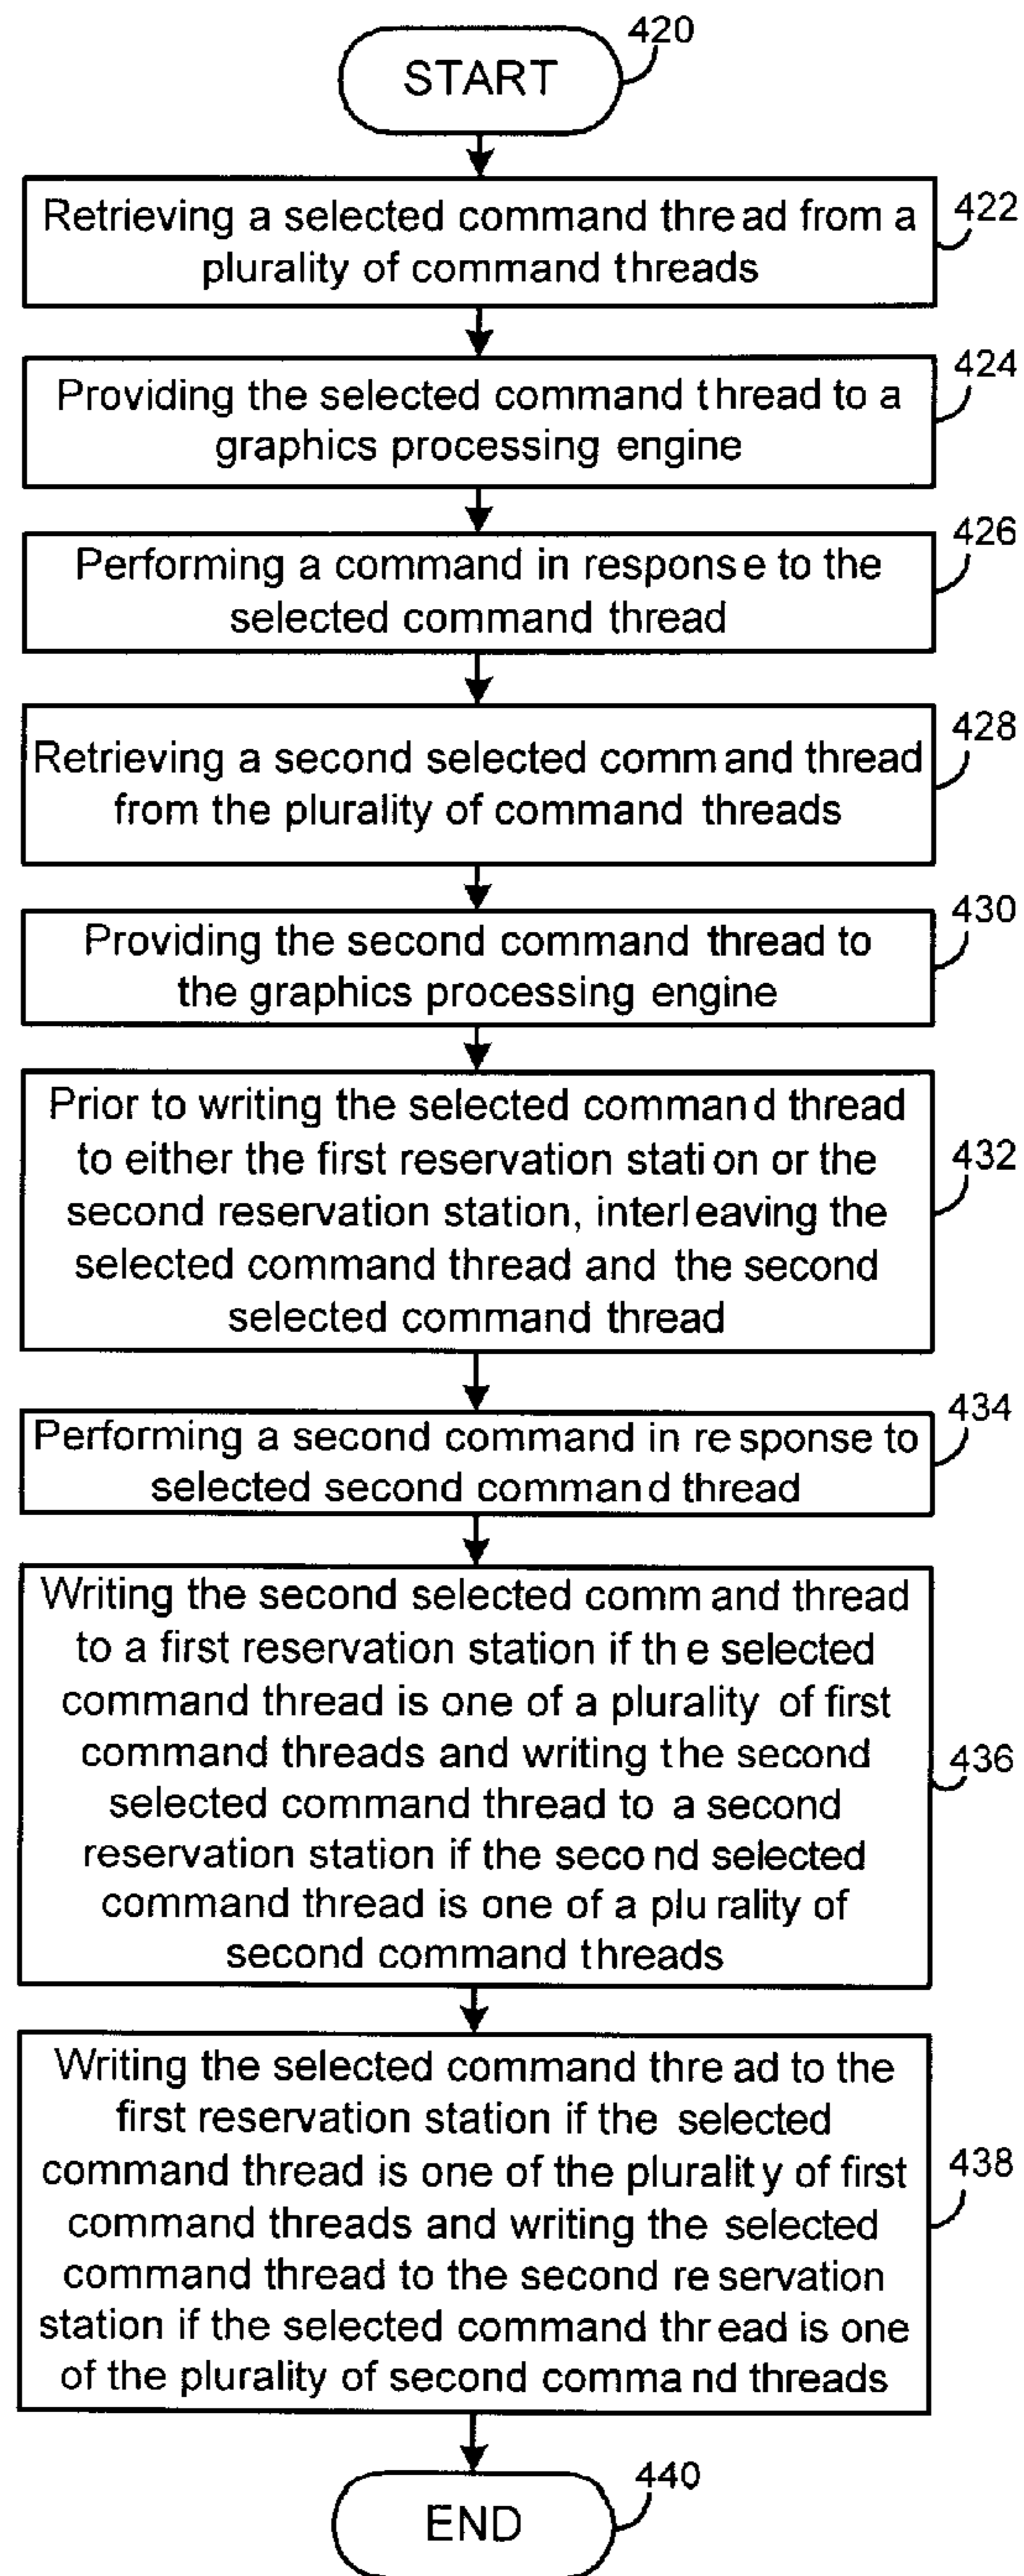 420
START
Retrieving a selected command thread from a
plurality of command threads
422
Providing the selected command thread to a
graphics processing engine
424
Performing a command in response to the
selected command thread
426
Retrieving a second selected command thread
from the plurality of command threads
428
Providing the second command thread to
the graphics processing engine
430
Prior to writing the selected command thread
to either the first reservation station or the
second reservation station, interleaving the
selected command thread and the second
selected command thread
432
Performing a second command in response to
selected second command thread
434
Writing the second selected command thread
to a first reservation station if the selected
command thread is one of a plurality of first
command threads and writing the second
selected command thread to a second
reservation station if the second selected
command thread is one of a plurality of
second command threads
436
Writing the selected command thread to the
first reservation station if the selected
command thread is one of the plurality of first
command threads and writing the selected
command thread to the second reservation
station if the selected command thread is one
of the plurality of second command threads
438
440
END